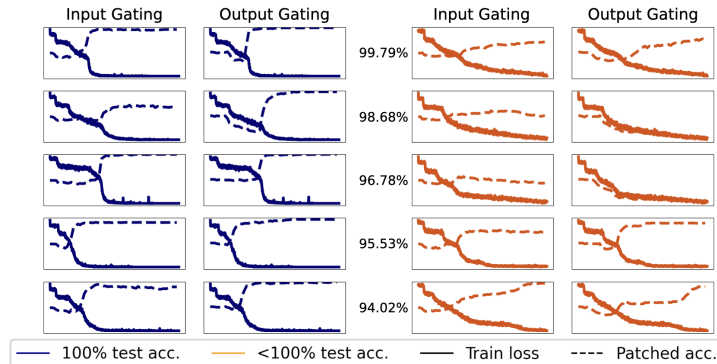 Input Gating Output Gating Input Gating Output Gating
99.79%
98.68%
96.78%
95.53%
94.02%
100% test acc. <100% test acc. Train loss Patched acc.